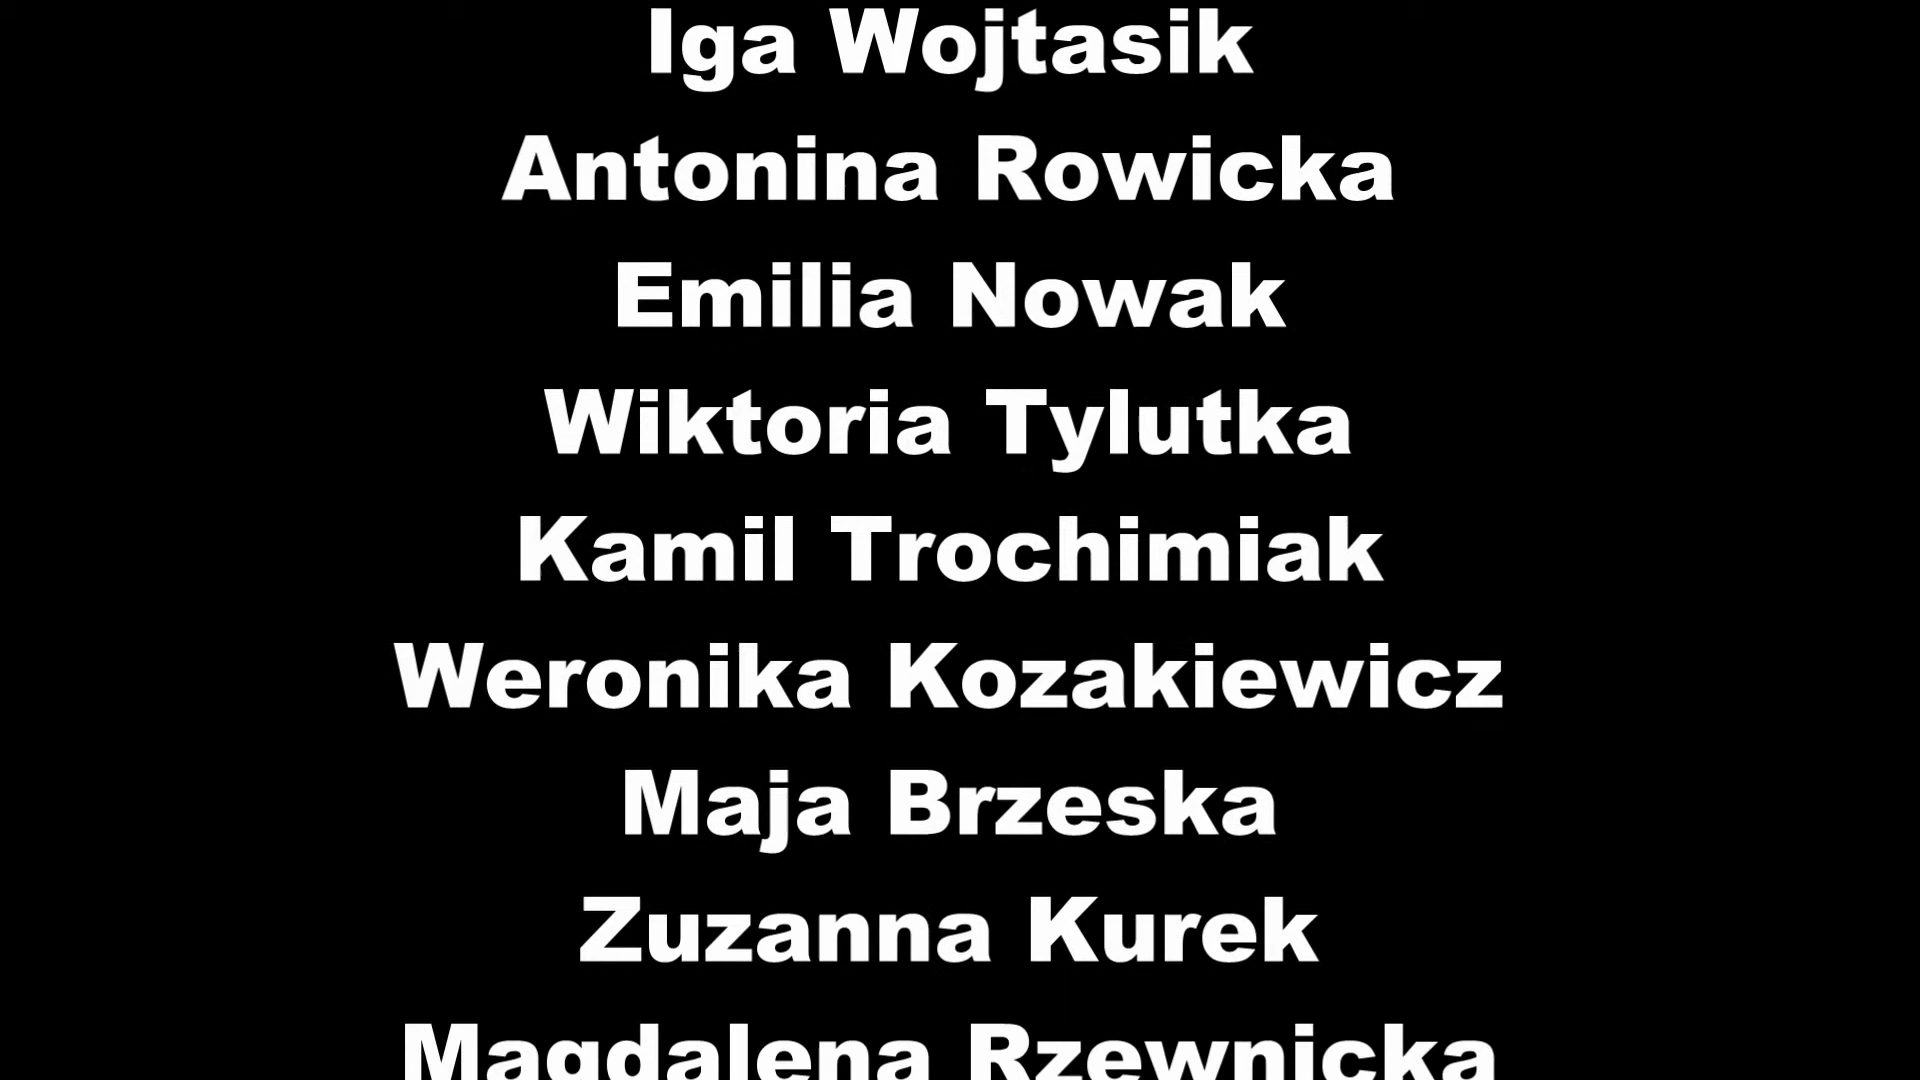 Iga Wojtasik
Antonina Rowicka
Emilia Nowak
Wiktoria Tylutka
Kamil Trochimiak
Weronika Kozakiewicz
Maja Brzeska
Zuzanna Kurek
Magdalena Rzewnicka